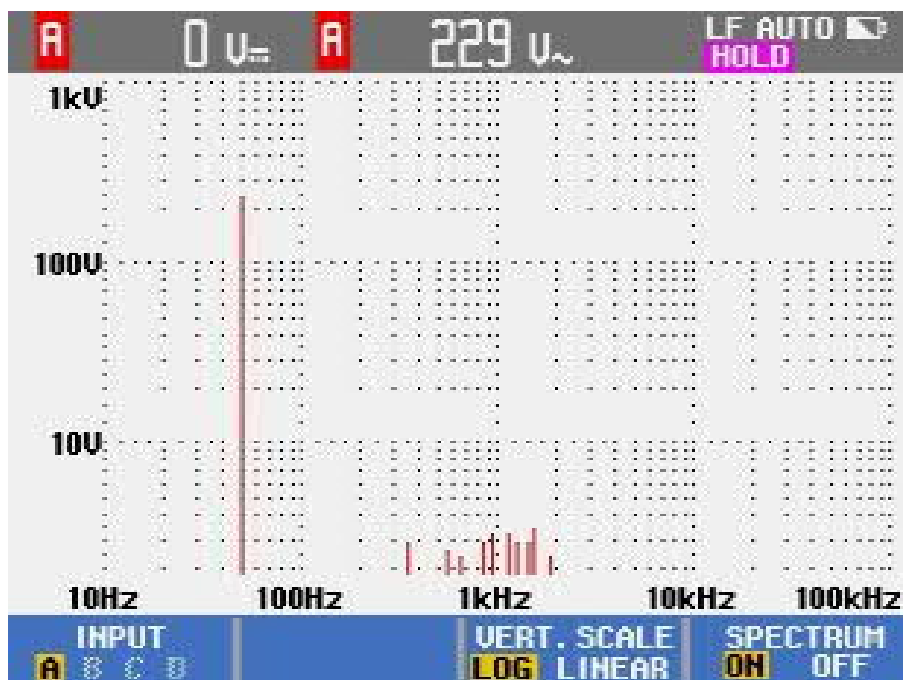 A 0 V⎓ A 229 V~ LF AUTO
HOLD
1kV
100V
10V
10Hz 100Hz 1kHz 10kHz 100kHz
INPUT VERT. SCALE SPECTRUM
A B C D LOG LINEAR ON OFF